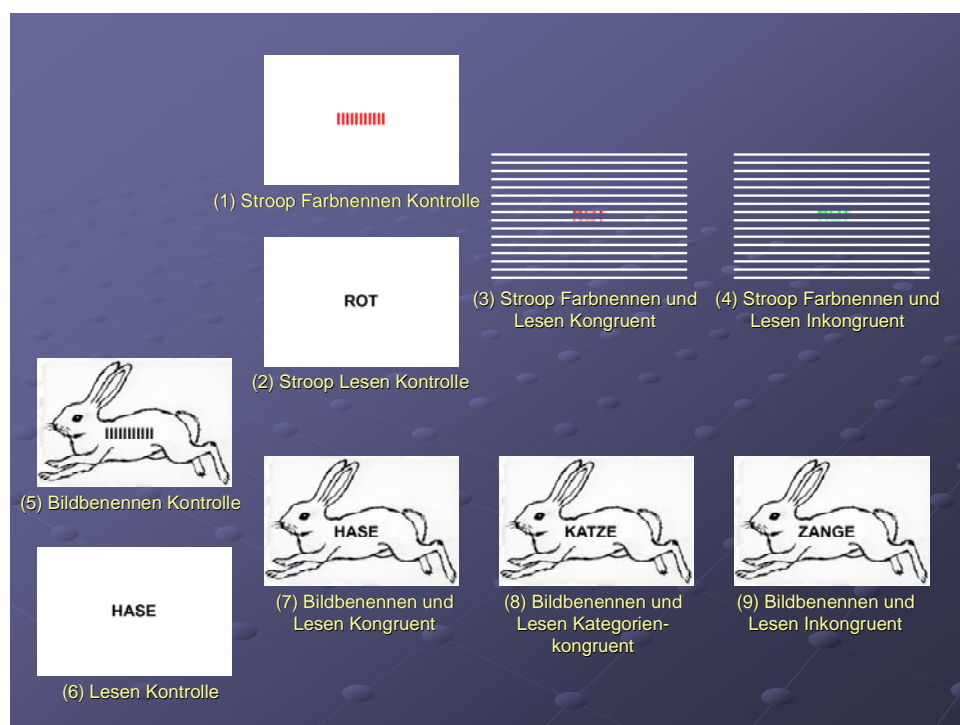 (1) Stroop Farbnennen Kontrolle
ROT
(2) Stroop Lesen Kontrolle
ROT
(3) Stroop Farbnennen und
Lesen Kongruent
(4) Stroop Farbnennen und
Lesen Inkongruent
(5) Bildbenennen Kontrolle
HASE
(6) Lesen Kontrolle
HASE
(7) Bildbenennen und
Lesen Kongruent
KATZE
(8) Bildbenennen und
Lesen Kategorien-
kongruent
ZANGE
(9) Bildbenennen und
Lesen Inkongruent